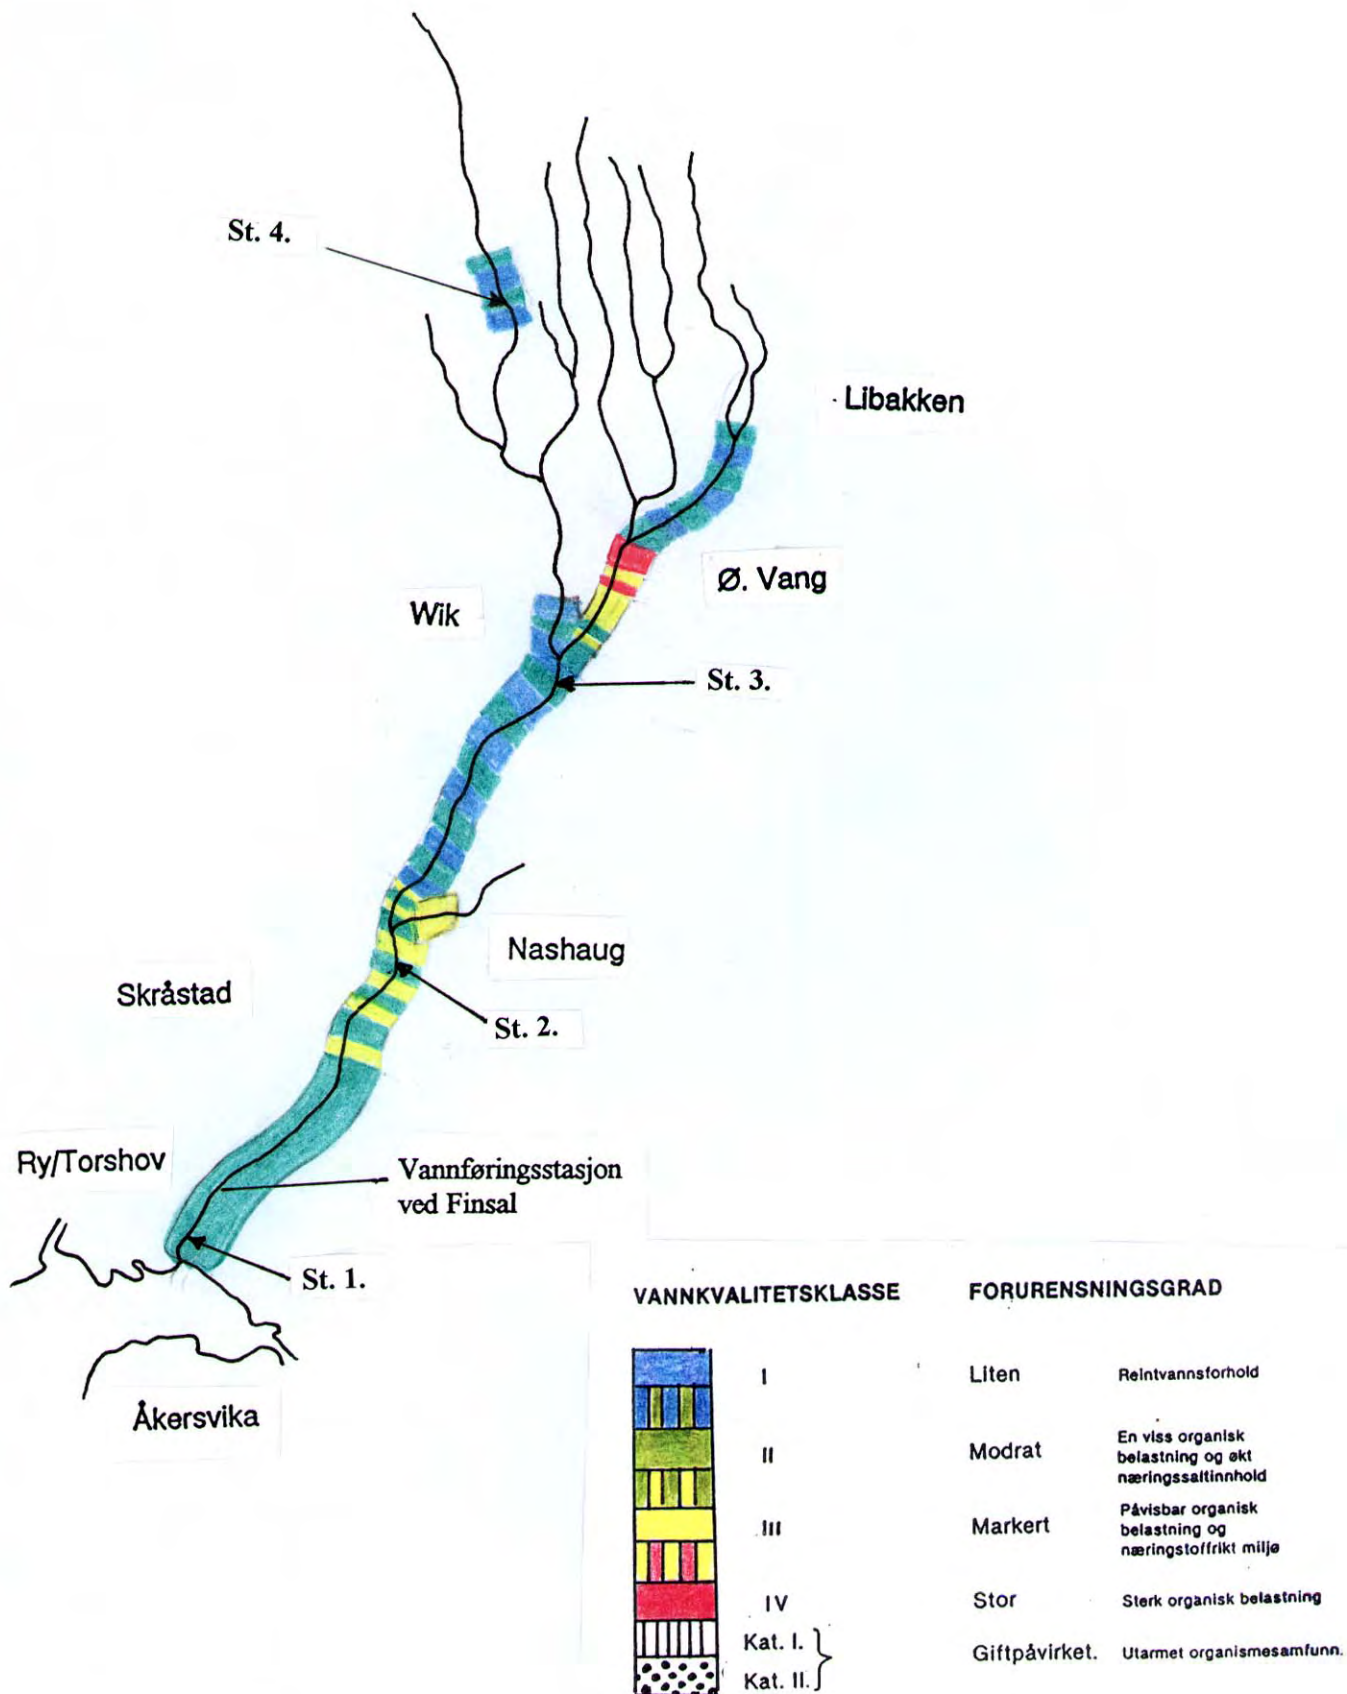 St. 4.
Libakken
Ø. Vang
Wik
St. 3.
Nashaug
Skråstad
St. 2.
Ry/Torshov
Vannføringsstasjon
ved Finsal
St. 1.
Åkersvika
VANNKVALITETSKLASSE FORURENSNINGSGRAD
I Liten Reintvannsforhold
II Modrat En viss organisk
belastning og økt
næringssaltinnhold
III Markert Påvisbar organisk
belastning og
næringstoffrikt miljø
IV Stor Sterk organisk belastning
Kat. I.
Giftpåvirket. Utarmet organismesamfunn.
Kat. II.